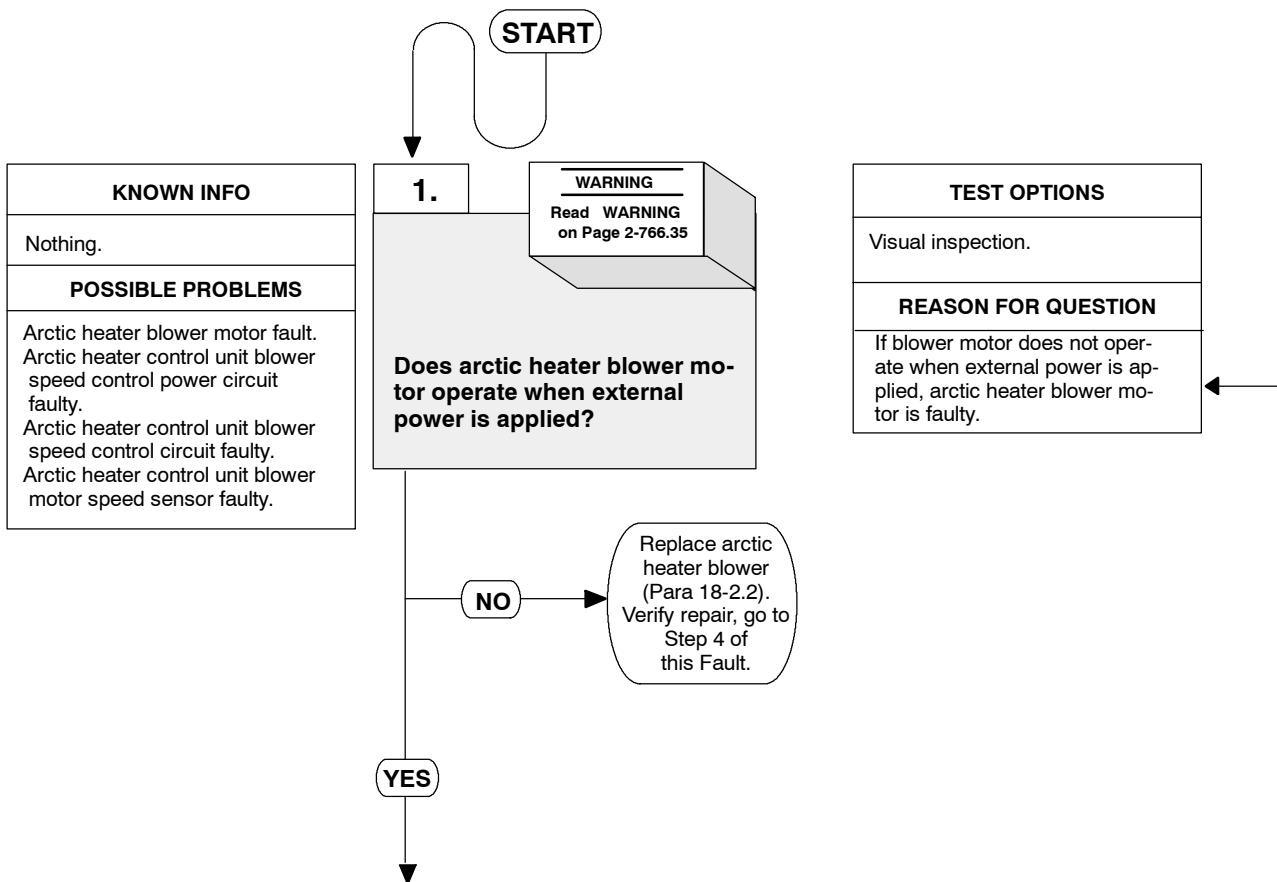 START
KNOWN INFO
Nothing.
POSSIBLE PROBLEMS
Arctic heater blower motor fault.
Arctic heater control unit blower
speed control power circuit
faulty.
Arctic heater control unit blower
speed control circuit faulty.
Arctic heater control unit blower
motor speed sensor faulty.
1.
WARNING
Read WARNING
on Page 2-766.35
Does arctic heater blower mo-
tor operate when external
power is applied?
TEST OPTIONS
Visual inspection.
REASON FOR QUESTION
If blower motor does not oper-
ate when external power is ap-
plied, arctic heater blower mo-
tor is faulty.
NO
Replace arctic
heater blower
(Para 18-2.2).
Verify repair, go to
Step 4 of
this Fault.
YES